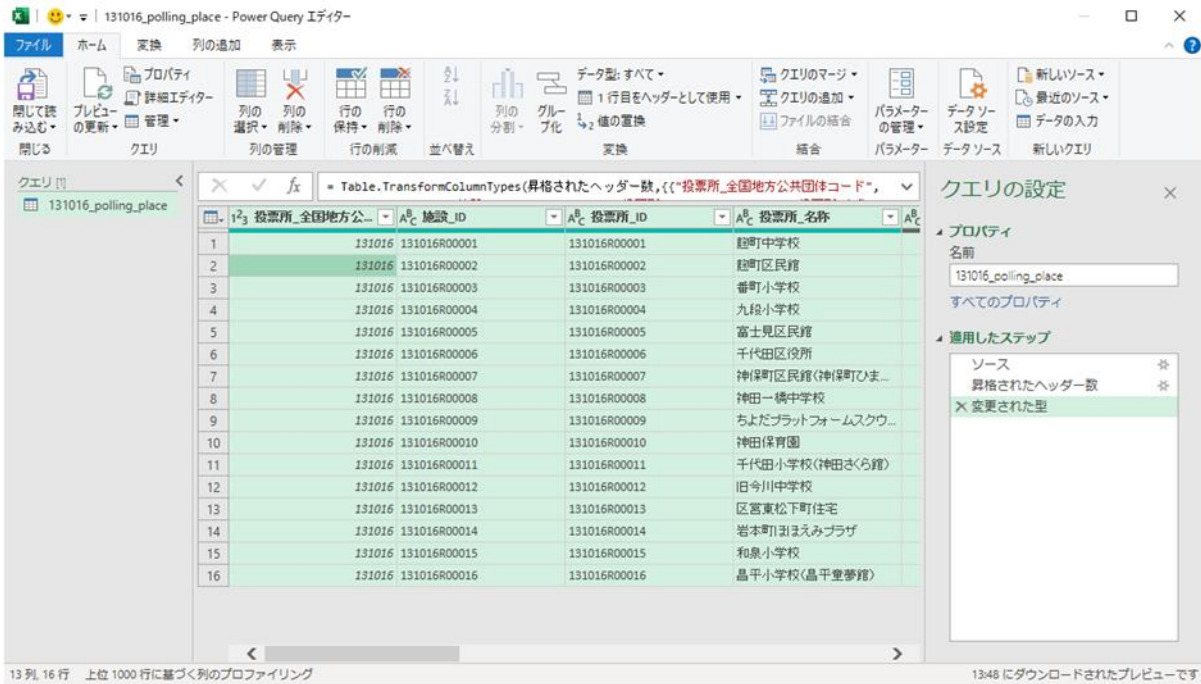 131016_polling_place - Power Query エディター
ファイル ホーム 変換 列の追加 表示
閉じて読み込む
プレビューの更新
プロパティ
詳細エディター
管理
列の選択
列の削除
行の保持
行の削除
列の分割
グループ化
データ型: すべて
1 行目をヘッダーとして使用
値の置換
クエリのマージ
クエリの追加
ファイルの結合
パラメーターの管理
データ ソース設定
新しいソース
最近のソース
データの入力
閉じる クエリ 列の管理 行の削減 並べ替え 変換 結合 パラメーター データ ソース 新しいクエリ
クエリ [1]
131016_polling_place
fx = Table.TransformColumnTypes(昇格されたヘッダー数,{{"投票所_全国地方公共団体コード",
1²3 投票所_全国地方公... ABC 施設_ID ABC 投票所_ID ABC 投票所_名称
1 131016 131016R00001 131016R00001 麹町中学校
2 131016 131016R00002 131016R00002 麹町区民館
3 131016 131016R00003 131016R00003 番町小学校
4 131016 131016R00004 131016R00004 九段小学校
5 131016 131016R00005 131016R00005 富士見区民館
6 131016 131016R00006 131016R00006 千代田区役所
7 131016 131016R00007 131016R00007 神保町区民館(神保町ひま...
8 131016 131016R00008 131016R00008 神田一橋中学校
9 131016 131016R00009 131016R00009 ちよだプラットフォームスクウ...
10 131016 131016R00010 131016R00010 神田保育園
11 131016 131016R00011 131016R00011 千代田小学校(神田さくら館)
12 131016 131016R00012 131016R00012 旧今川中学校
13 131016 131016R00013 131016R00013 区営東松下町住宅
14 131016 131016R00014 131016R00014 岩本町ほほえみプラザ
15 131016 131016R00015 131016R00015 和泉小学校
16 131016 131016R00016 131016R00016 昌平小学校(昌平童夢館)
クエリの設定
プロパティ
名前
131016_polling_place
すべてのプロパティ
適用したステップ
ソース
昇格されたヘッダー数
変更された型
13 列, 16 行 上位 1000 行に基づく列のプロファイリング
13:48 にダウンロードされたプレビューです